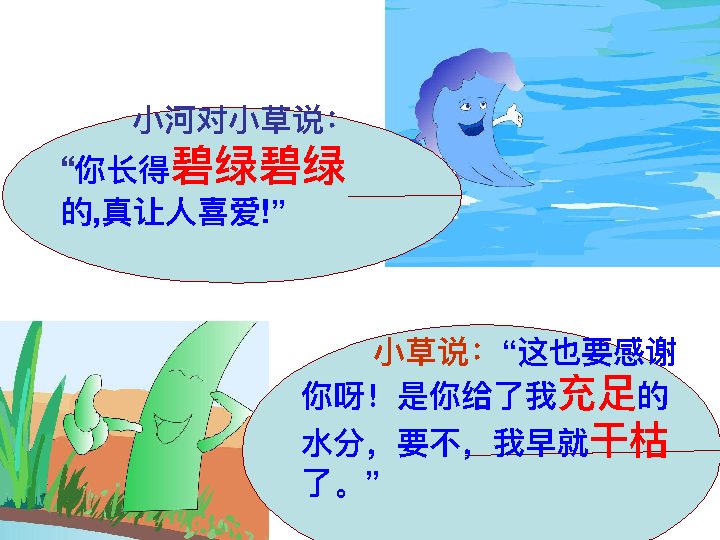 小河对小草说：
“你长得碧绿碧绿
的,真让人喜爱!”
小草说：“这也要感谢
你呀！是你给了我充足的
水分，要不，我早就干枯
了。”